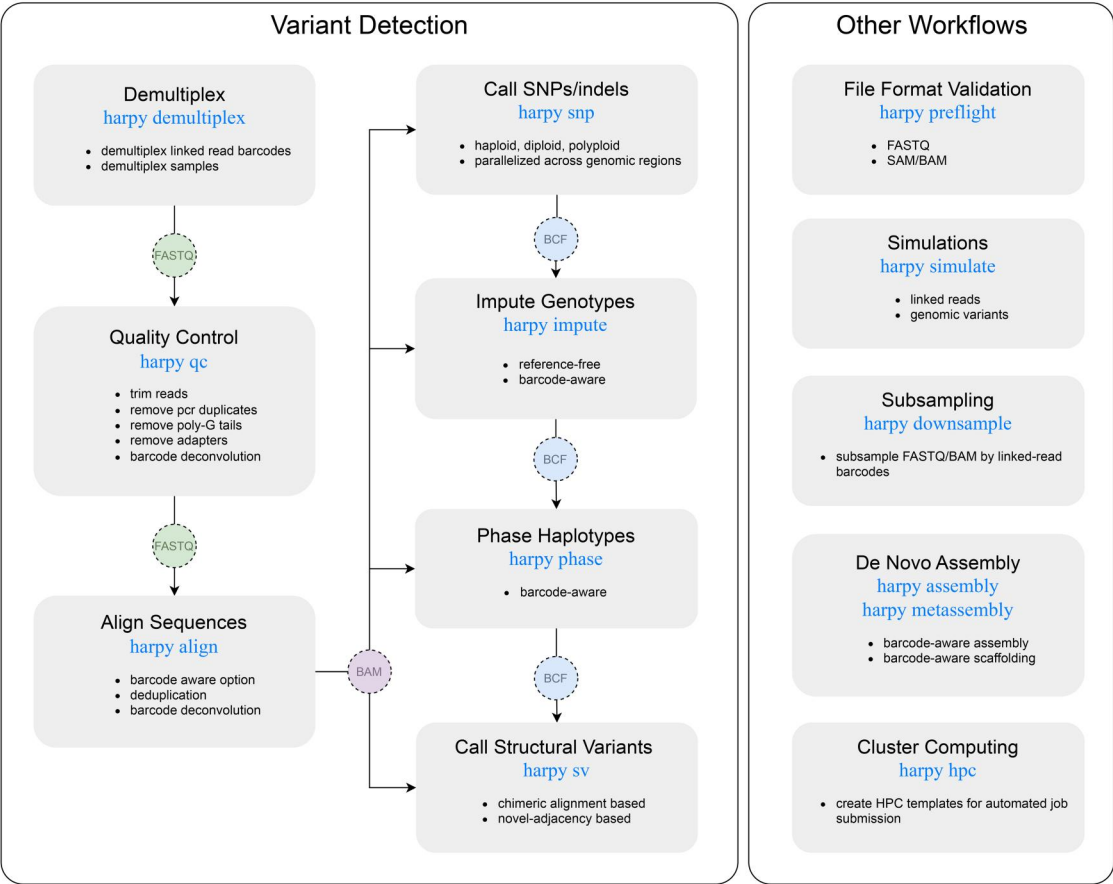 Variant Detection
Demultiplex
harpy demultiplex
• demultiplex linked read barcodes
• demultiplex samples
FASTQ
Quality Control
harpy qc
• trim reads
• remove pcr duplicates
• remove poly-G tails
• remove adapters
• barcode deconvolution
FASTQ
Align Sequences
harpy align
• barcode aware option
• deduplication
• barcode deconvolution
BAM
Call SNPs/indels
harpy snp
• haploid, diploid, polyploid
• parallelized across genomic regions
BCF
Impute Genotypes
harpy impute
• reference-free
• barcode-aware
BCF
Phase Haplotypes
harpy phase
• barcode-aware
BCF
Call Structural Variants
harpy sv
• chimeric alignment based
• novel-adjacency based
Other Workflows
File Format Validation
harpy preflight
• FASTQ
• SAM/BAM
Simulations
harpy simulate
• linked reads
• genomic variants
Subsampling
harpy downsample
• subsample FASTQ/BAM by linked-read
barcodes
De Novo Assembly
harpy assembly
harpy metassembly
• barcode-aware assembly
• barcode-aware scaffolding
Cluster Computing
harpy hpc
• create HPC templates for automated job
submission